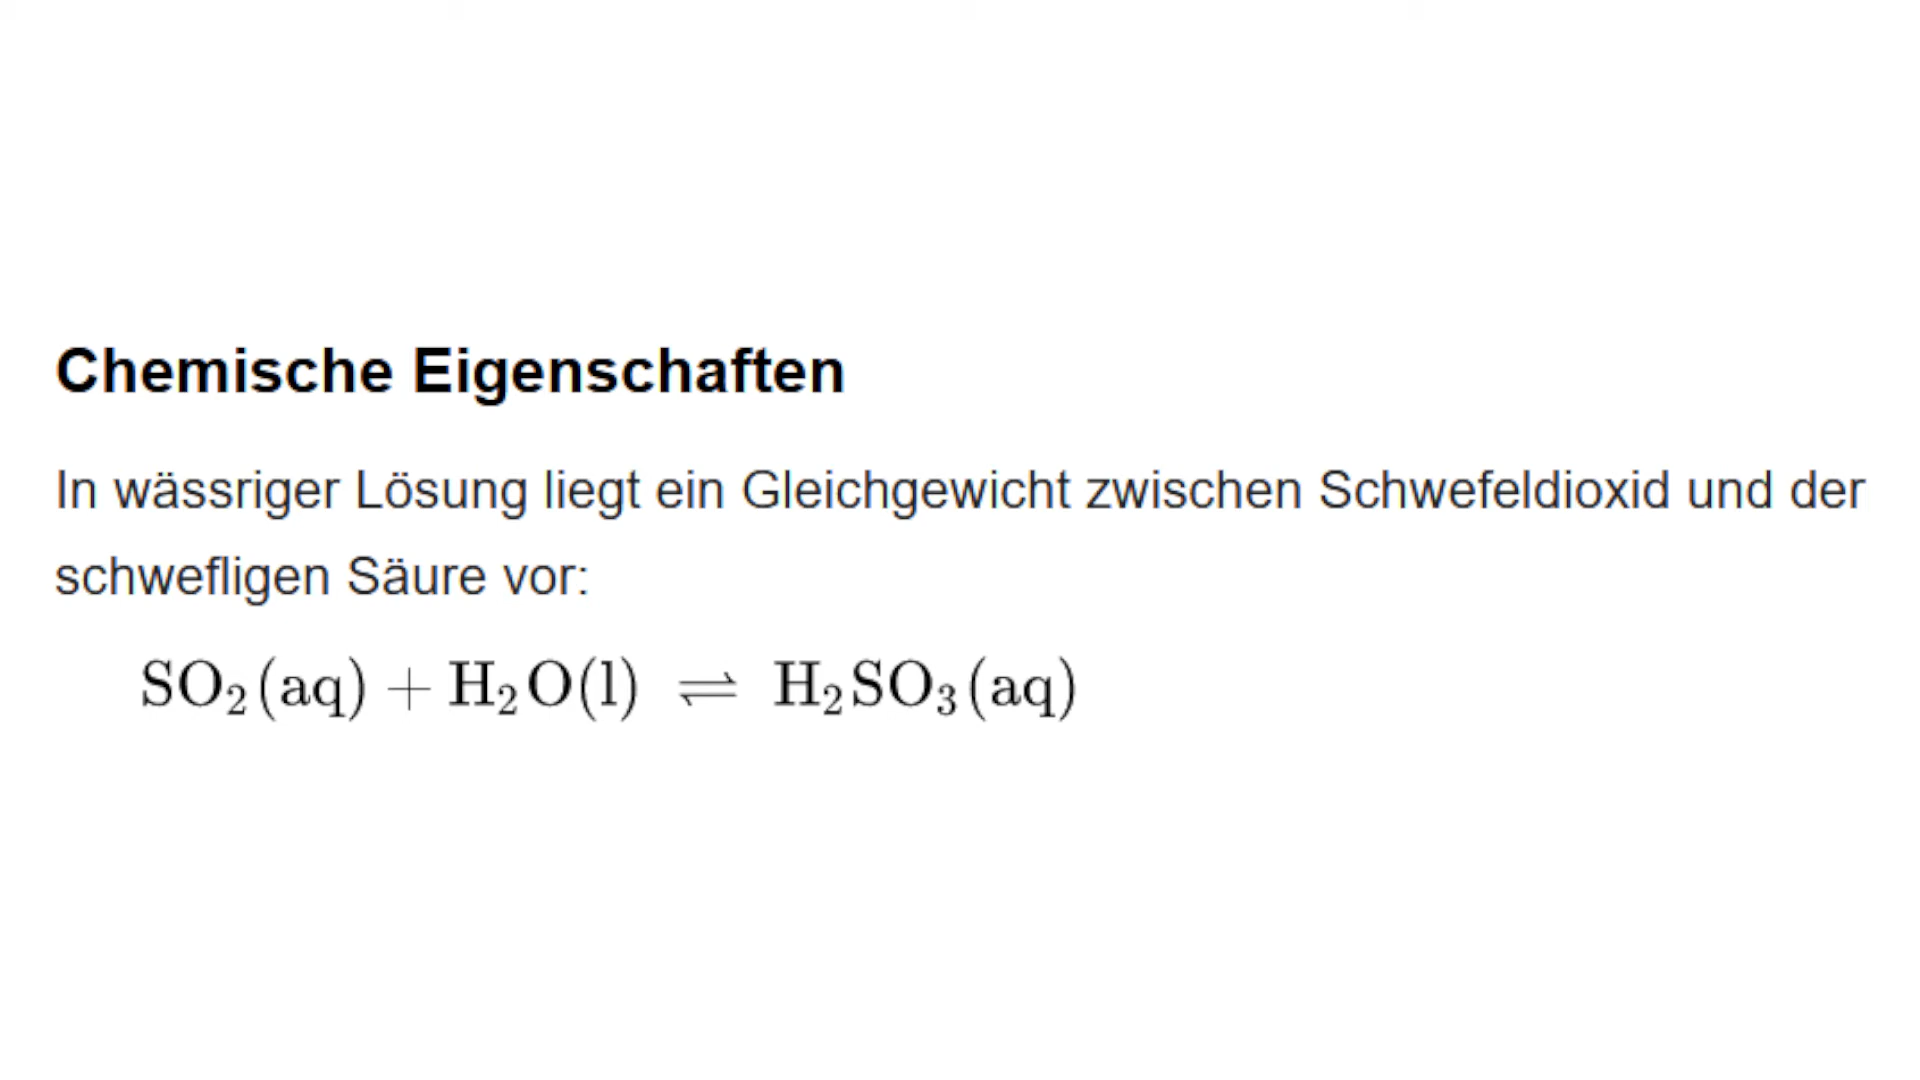 Chemische Eigenschaften
In wässriger Lösung liegt ein Gleichgewicht zwischen Schwefeldioxid und der
schwefligen Säure vor:
SO₂(aq) + H₂O(l) ⇌ H₂SO₃(aq)